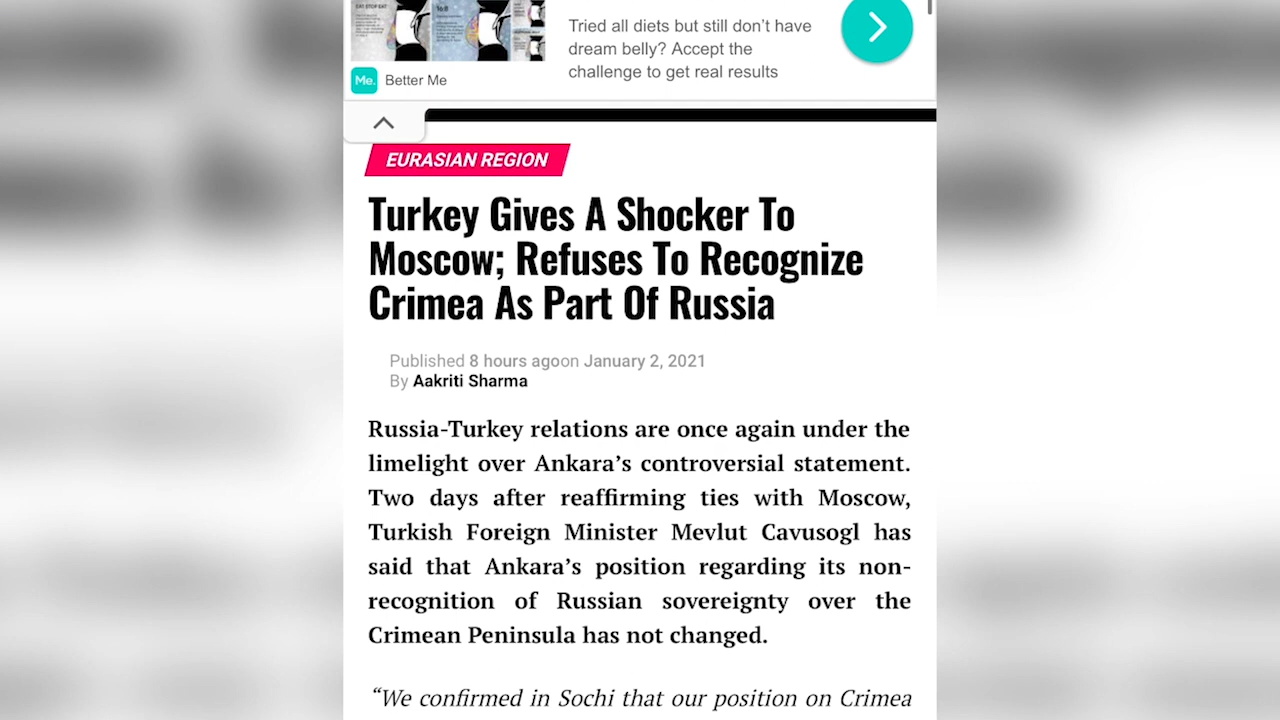 EAT·STOP·EAT
16:8
Tried all diets but still don't have
dream belly? Accept the
challenge to get real results
Me.
Better Me
EURASIAN REGION
Turkey Gives A Shocker To
Moscow; Refuses To Recognize
Crimea As Part Of Russia
Published 8 hours agoon January 2, 2021
By Aakriti Sharma
Russia-Turkey relations are once again under the
limelight over Ankara’s controversial statement.
Two days after reaffirming ties with Moscow,
Turkish Foreign Minister Mevlut Cavusogl has
said that Ankara’s position regarding its non-
recognition of Russian sovereignty over the
Crimean Peninsula has not changed.
“We confirmed in Sochi that our position on Crimea